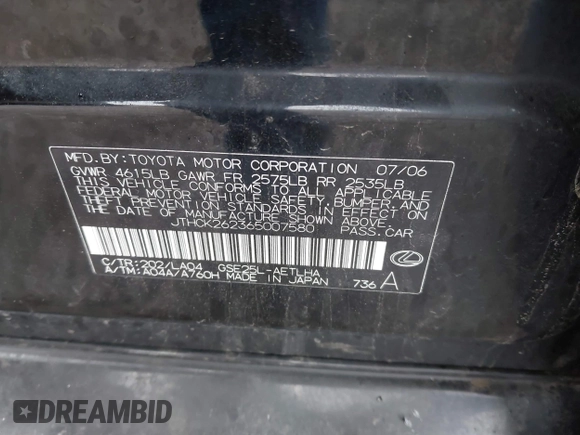 MFD.BY:TOYOTA MOTOR CORPORATION 07/06
GVWR 4615LB GAWR FR 2575LB RR 2535LB
THIS VEHICLE CONFORMS TO ALL APPLICABLE
FEDERAL MOTOR VEHICLE SAFETY,BUMPER,AND
THEFT PREVENTION STANDARDS IN EFFECT ON
THE DATE OF MANUFACTURE SHOWN ABOVE.
JTHCK262365007580 PASS.CAR
C/TR:202/LA04 GSE25L-AETLHA
A/TM:A04A/A760H MADE IN JAPAN 736 A
DREAMBID